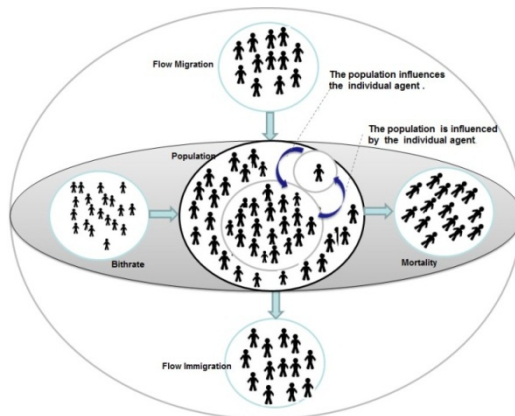 Flow Migration
The population influences
the individual agent .
The population is influenced
by the individual agent
Population
Bithrate
Mortality
Flow Immigration